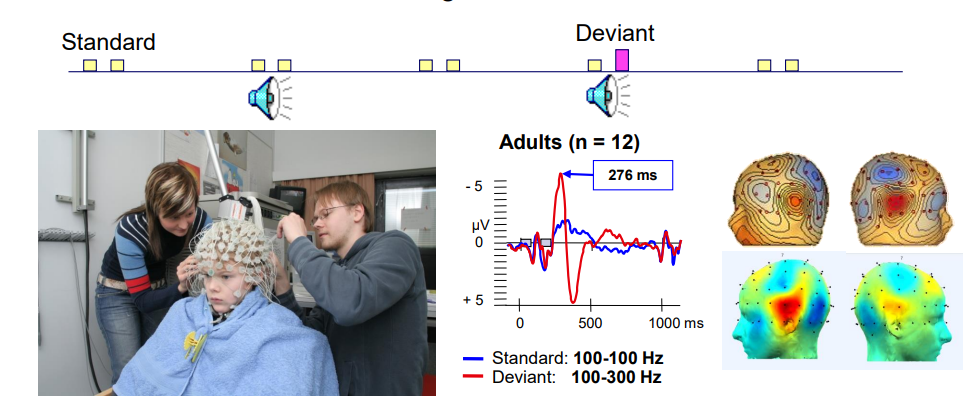 Standard
Deviant
Adults (n = 12)
276 ms
- 5
µV
0
+ 5
0 500 1000 ms
Standard: 100-100 Hz
Deviant: 100-300 Hz